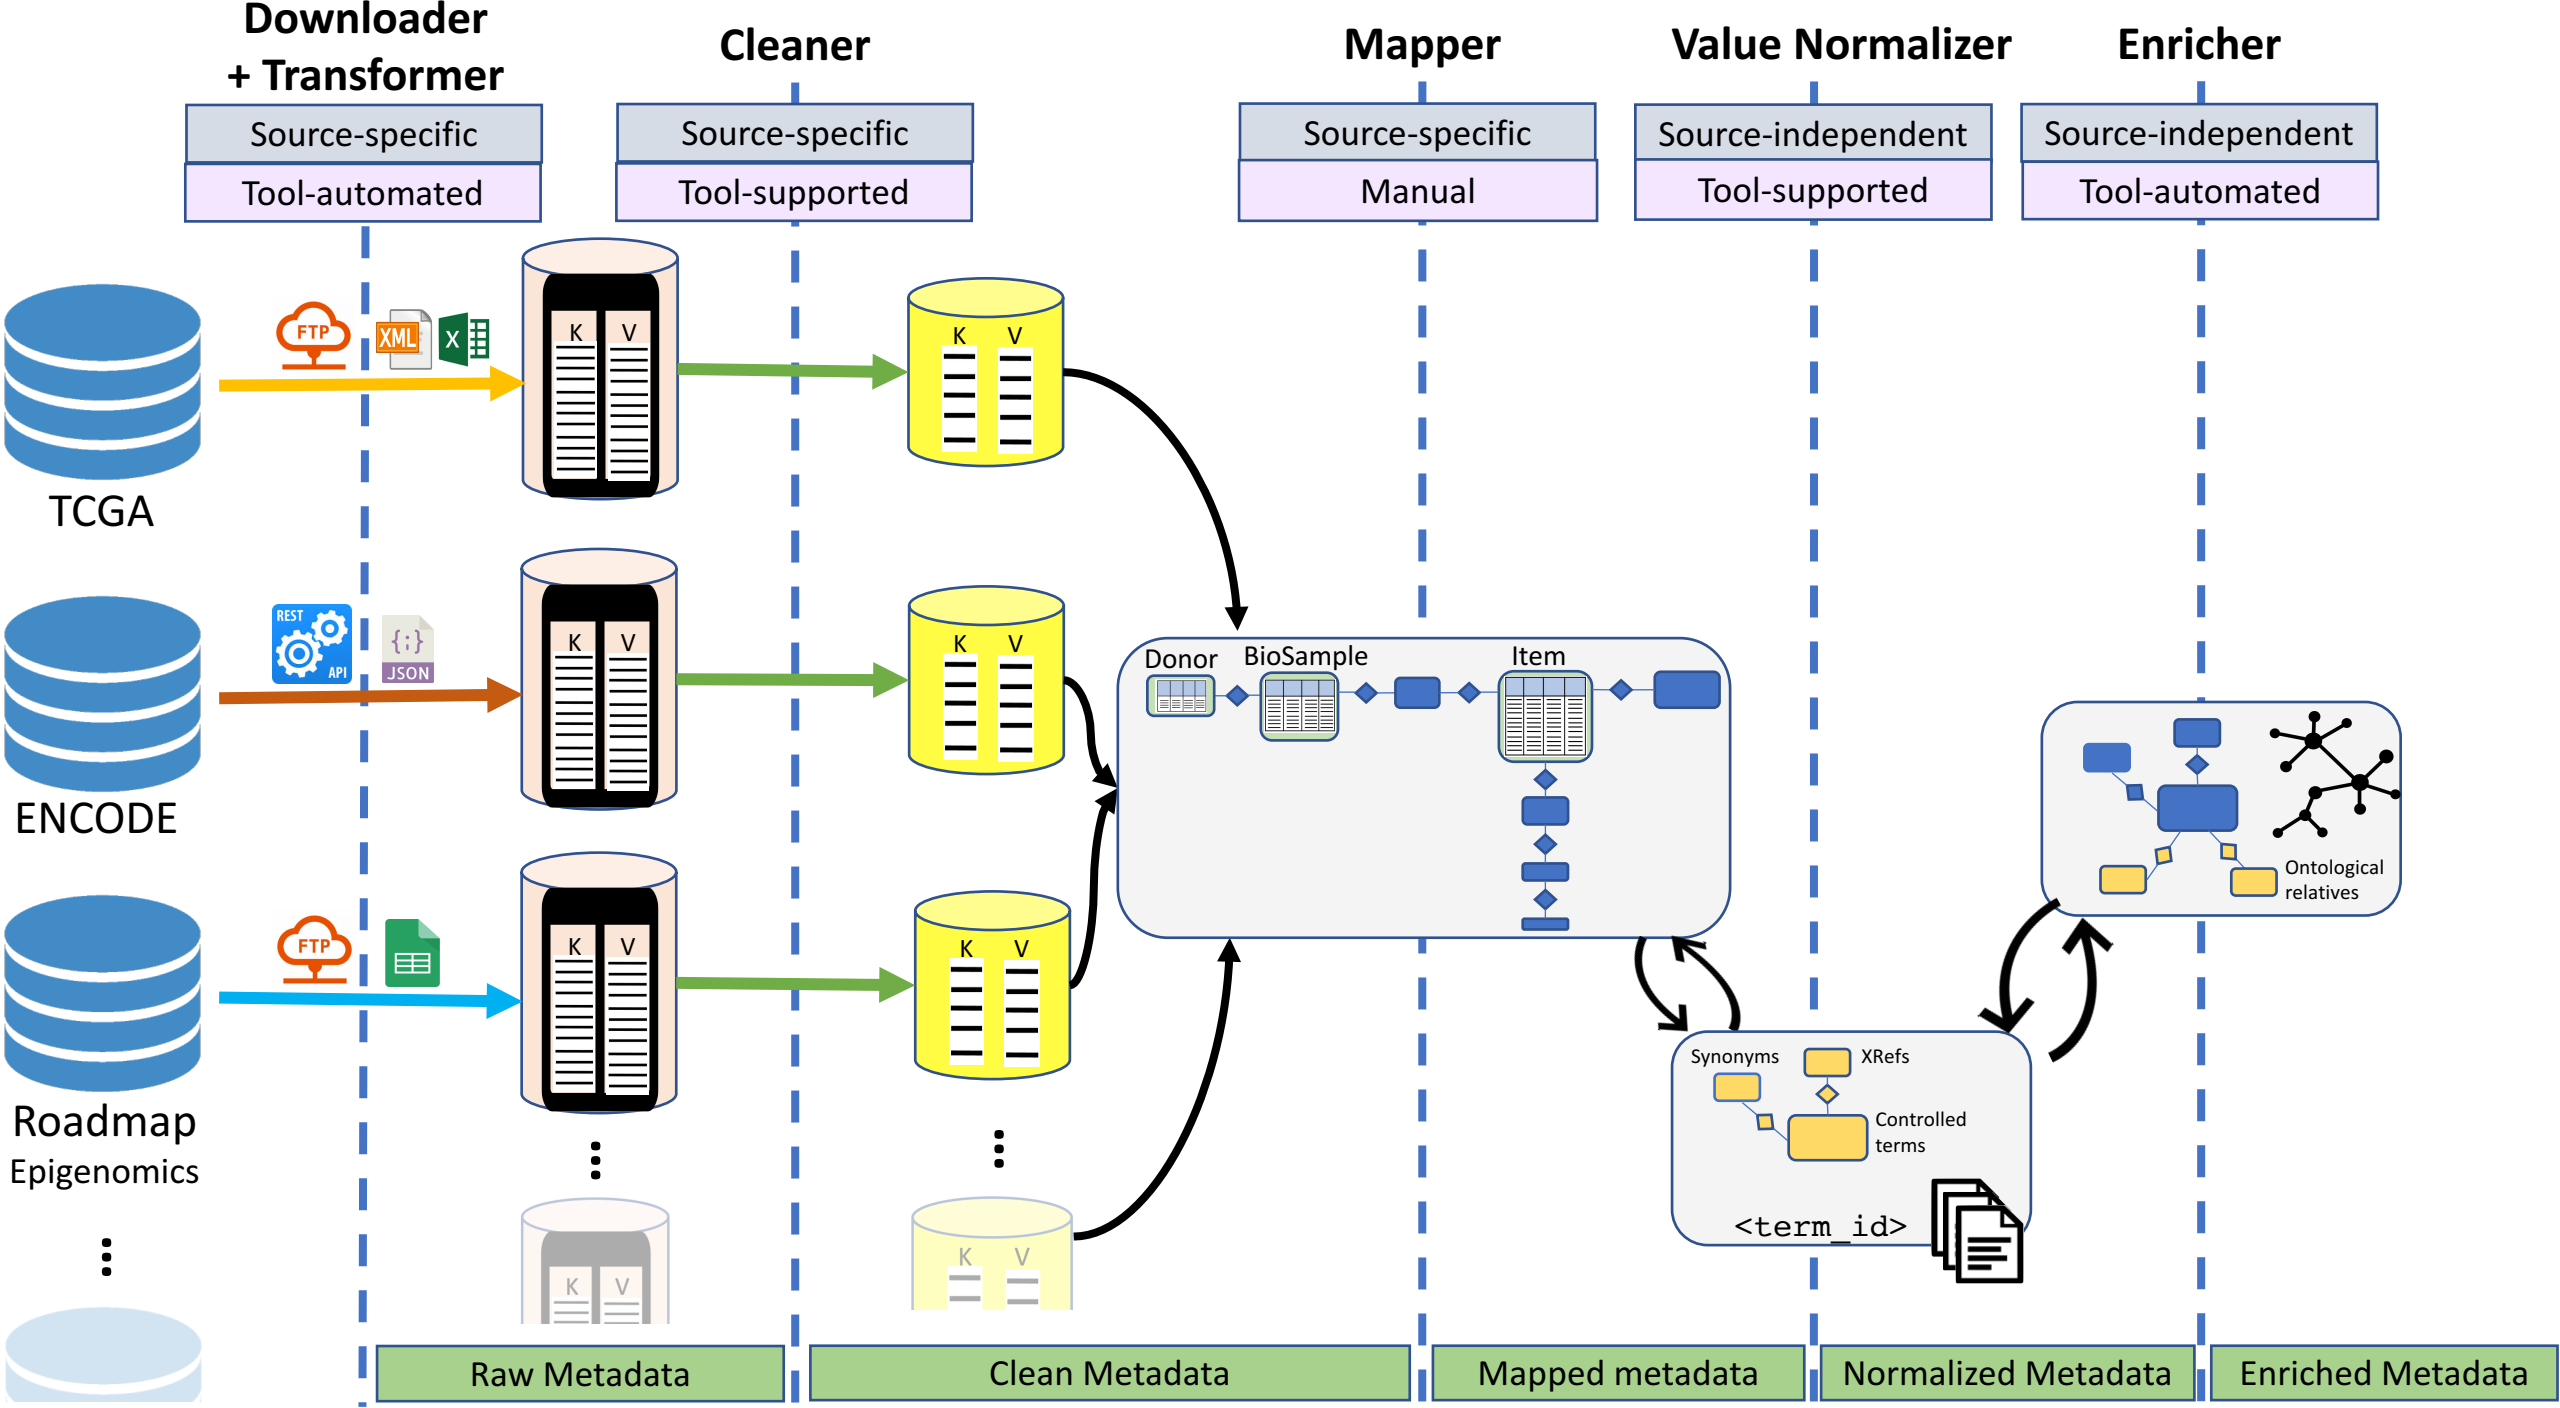 Downloader
+ Transformer
Cleaner
Mapper
Value Normalizer
Enricher
Source-specific
Source-specific
Source-specific
Source-independent
Source-independent
Tool-automated
Tool-supported
Manual
Tool-supported
Tool-automated
FTP
XML
X
K V
K V
TCGA
REST
API
{;}
JSON
K V
K V
ENCODE
Donor
BioSample
Item
Ontological
relatives
FTP
K V
K V
Roadmap
Epigenomics
Synonyms
XRefs
Controlled
terms
<term_id>
K V
K V
Raw Metadata
Clean Metadata
Mapped metadata
Normalized Metadata
Enriched Metadata